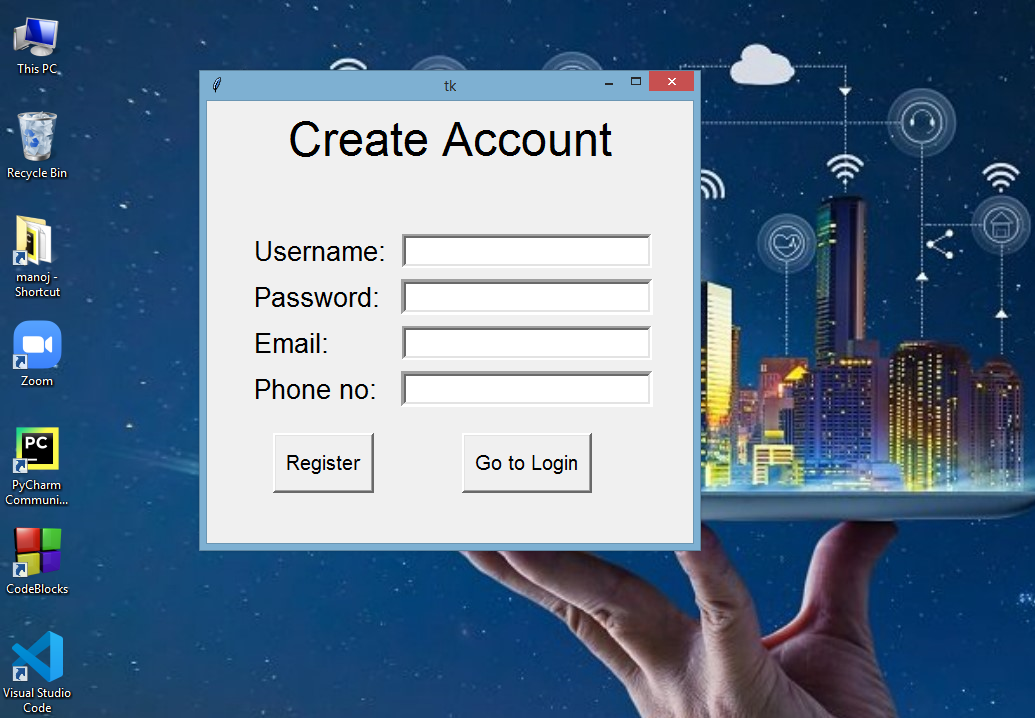 This PC
Recycle Bin
manoj -
Shortcut
Zoom
PC
PyCharm
Communi...
CodeBlocks
Visual Studio
Code
tk
Create Account
Username:
Password:
Email:
Phone no:
Register
Go to Login